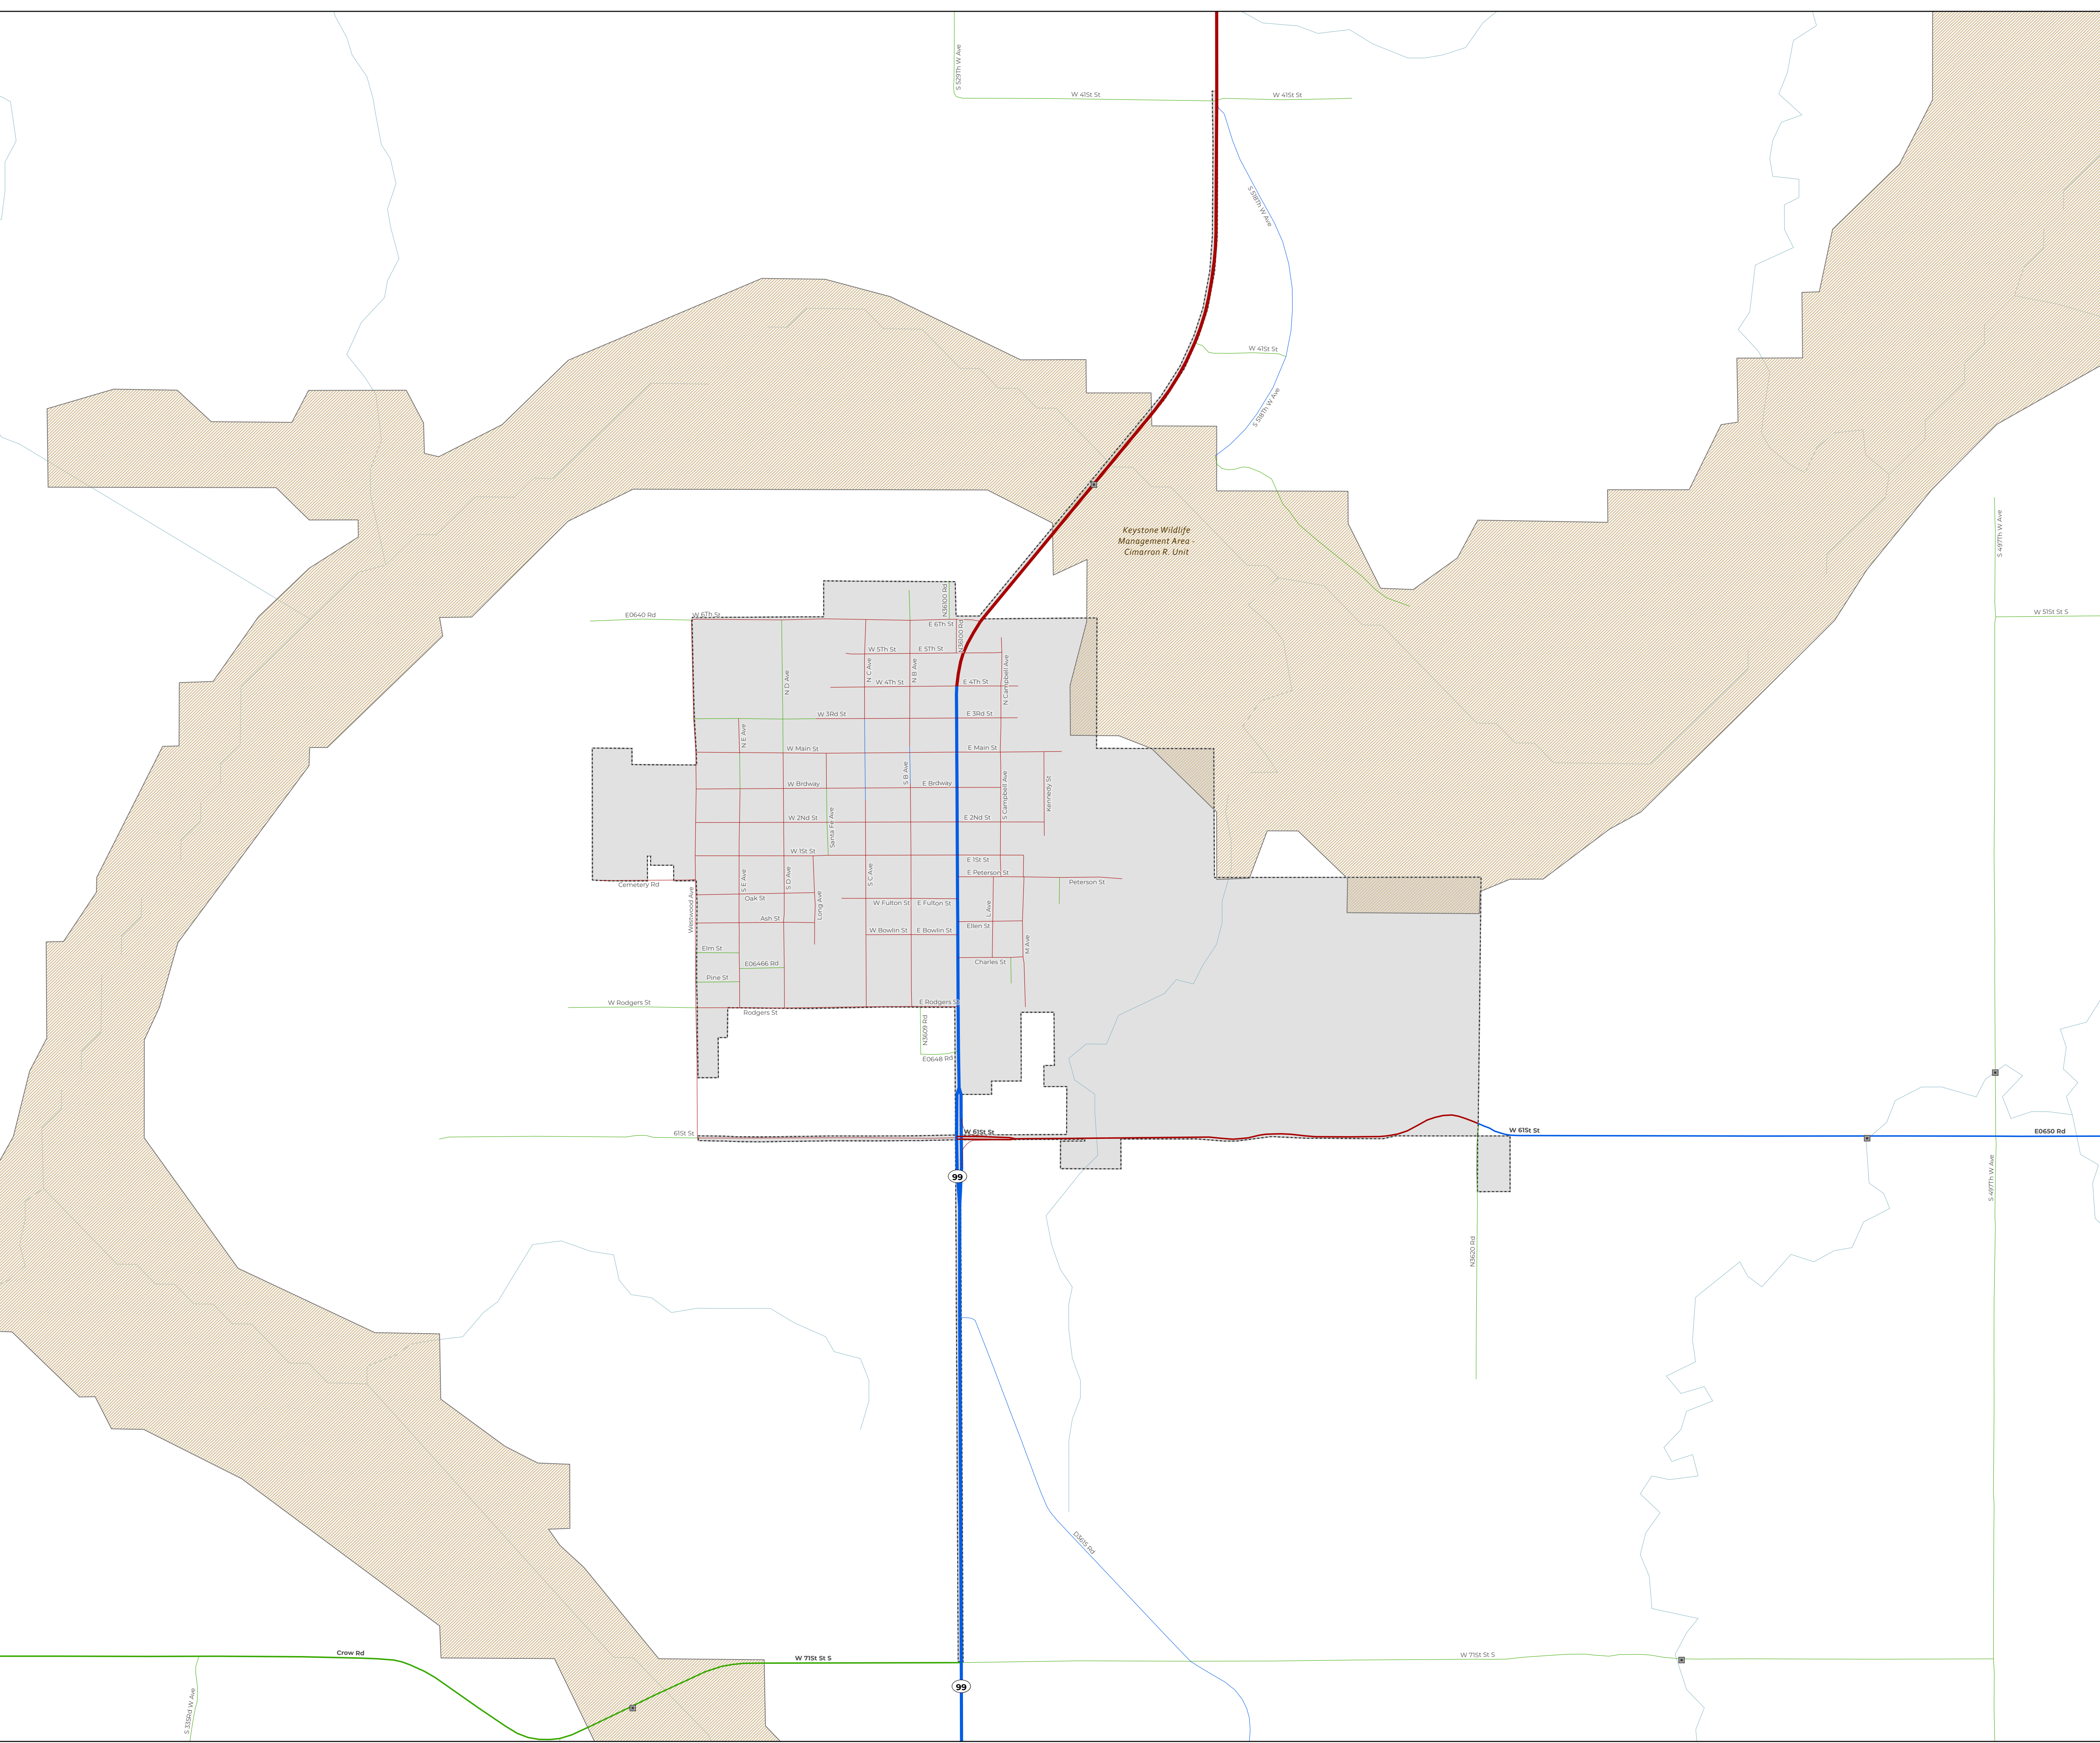 S 529Th W Ave
W 41St St
W 41St St
S 518Th W Ave
W 41St St
S 518Th W Ave
Keystone Wildlife
Management Area -
Cimarron R. Unit
S 497Th W Ave
N36100 Rd
E0640 Rd
W 6Th St
E 6Th St
N36100 Rd
W 51St St S
W 5Th St
E 5Th St
N C Ave
N B Ave
N D Ave
N Campbell Ave
W 4Th St
E 4Th St
W 3Rd St
E 3Rd St
N E Ave
W Main St
E Main St
S B Ave
W Brdway
E Brdway
S Campbell Ave
Kennedy St
W 2Nd St
E 2Nd St
Santa Fe Ave
W 1St St
E 1St St
S E Ave
S D Ave
S C Ave
E Peterson St
Peterson St
Cemetery Rd
Westwood Ave
Oak St
Long Ave
W Fulton St
E Fulton St
L Ave
Ash St
Ellen St
W Bowlin St
E Bowlin St
M Ave
Elm St
E06466 Rd
Charles St
Pine St
W Rodgers St
E Rodgers St
Rodgers St
N3609 Rd
E0648 Rd
61St St
W 61St St
W 61St St
E0650 Rd
99
S 497Th W Ave
N3620 Rd
D3615 Rd
Crow Rd
W 71St St S
W 71St St S
99
S 335Rd W Ave